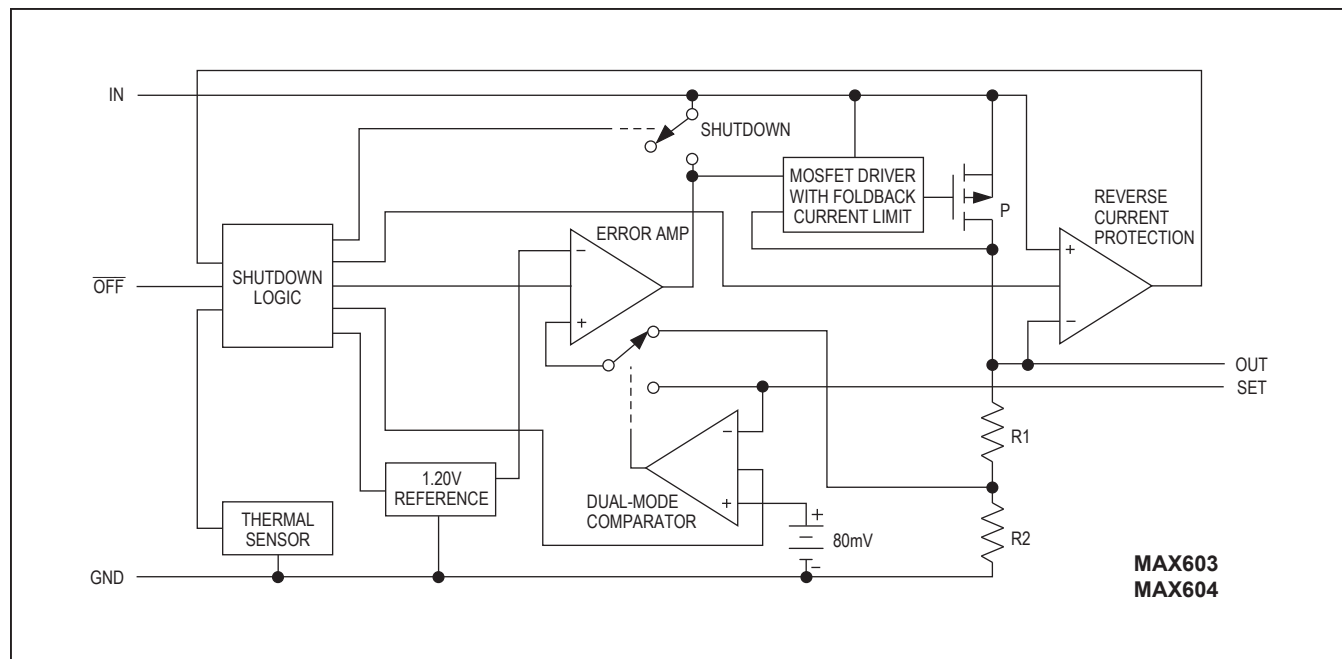 IN
SHUTDOWN
MOSFET DRIVER
WITH FOLDBACK
CURRENT LIMIT
P
REVERSE
CURRENT
PROTECTION
+
−
ERROR AMP
−
+
SHUTDOWN
LOGIC
OFF
OUT
SET
R1
−
+
DUAL-MODE
COMPARATOR
1.20V
REFERENCE
+
−
80mV
R2
THERMAL
SENSOR
GND
MAX603
MAX604